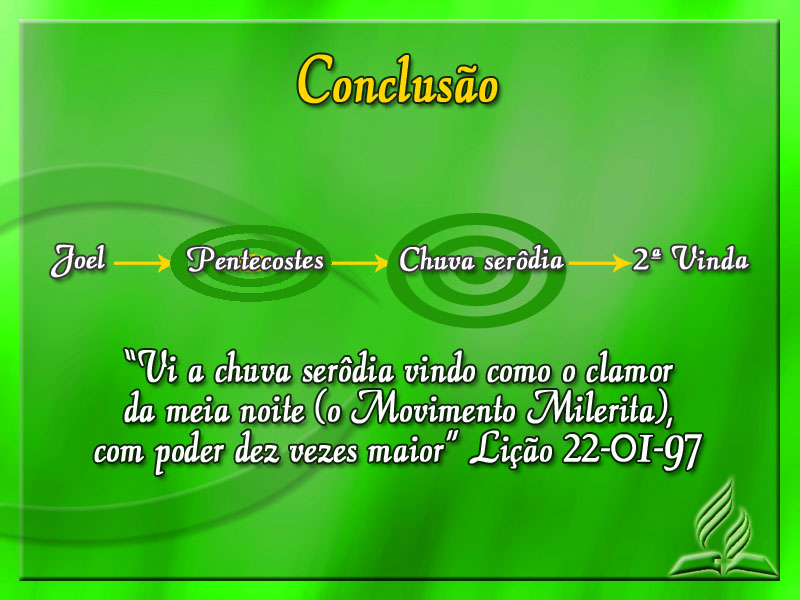 Conclusão
Joel Pentecostes Chuva serôdia 2ª Vinda
“Vi a chuva serôdia vindo como o clamor
da meia noite (o Movimento Milerita),
com poder dez vezes maior” Lição 22-01-97